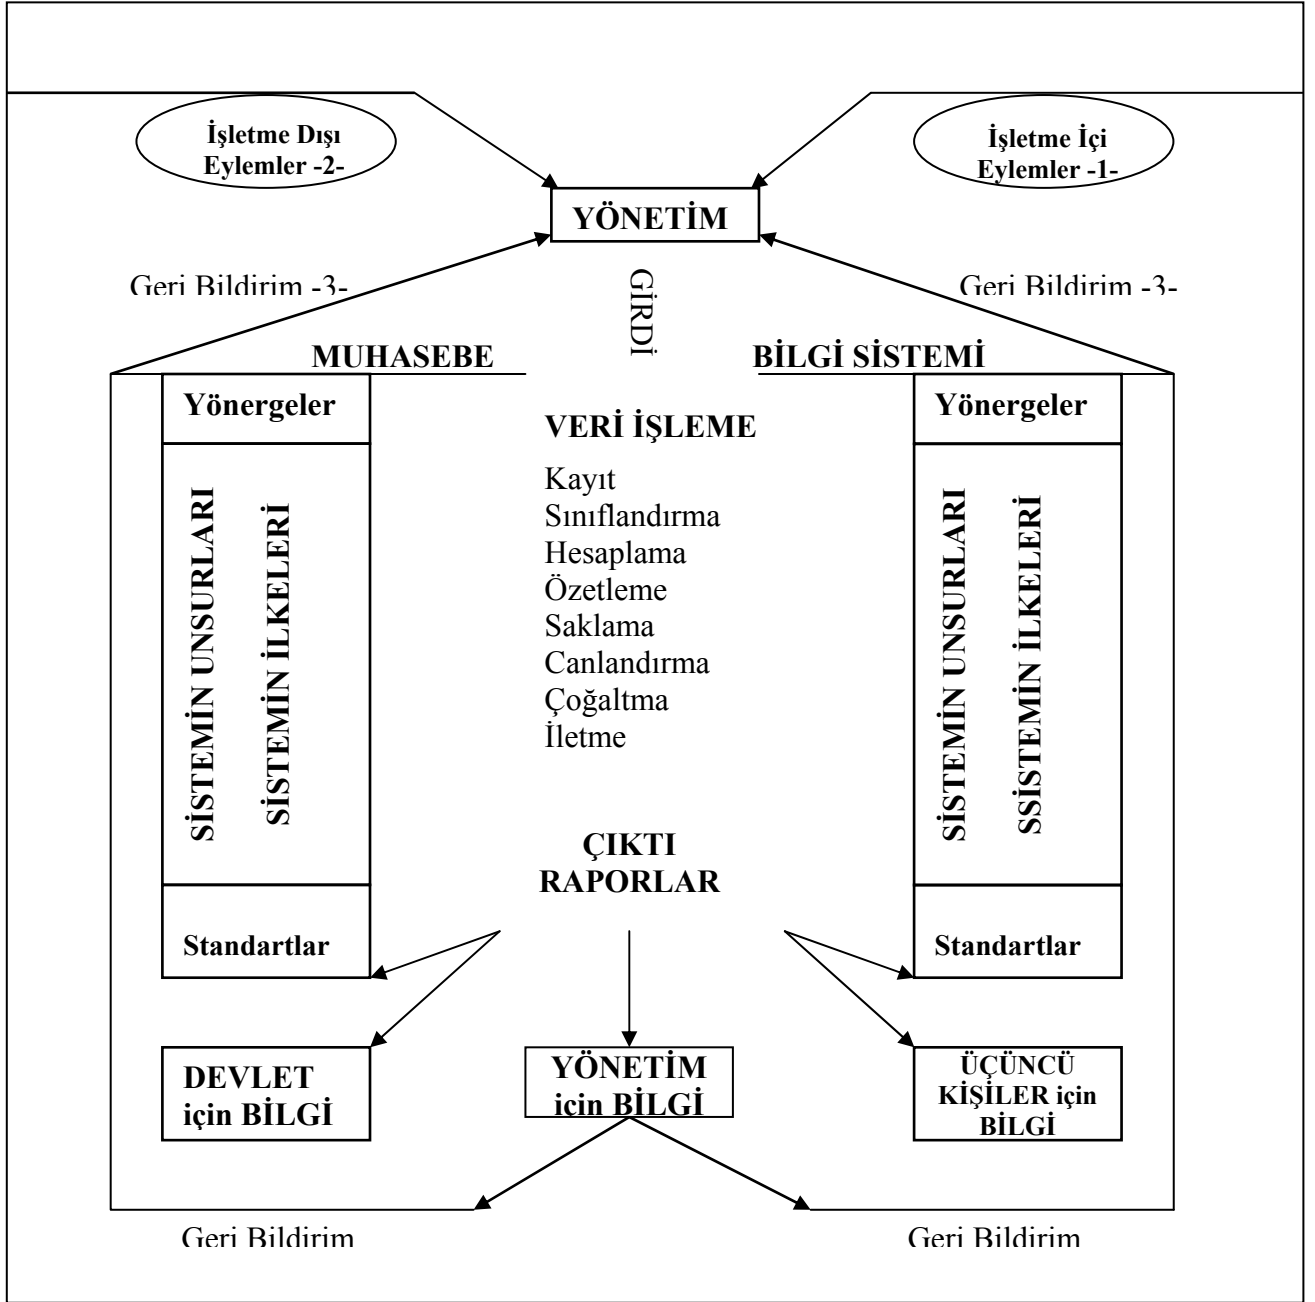 İşletme Dışı
Eylemler -2-
İşletme İçi
Eylemler -1-
YÖNETİM
Geri Bildirim -3-
GİRDİ
Geri Bildirim -3-
MUHASEBE
BİLGİ SİSTEMİ
Yönergeler
SİSTEMİN UNSURLARI
SİSTEMİN İLKELERİ
Standartlar
VERİ İŞLEME
Kayıt
Sınıflandırma
Hesaplama
Özetleme
Saklama
Canlandırma
Çoğaltma
İletme
ÇIKTI
RAPORLAR
Yönergeler
SİSTEMİN UNSURLARI
SSİSTEMİN İLKELERİ
Standartlar
DEVLET
için BİLGİ
YÖNETİM
için BİLGİ
ÜÇÜNCÜ
KİŞİLER için
BİLGİ
Geri Bildirim
Geri Bildirim